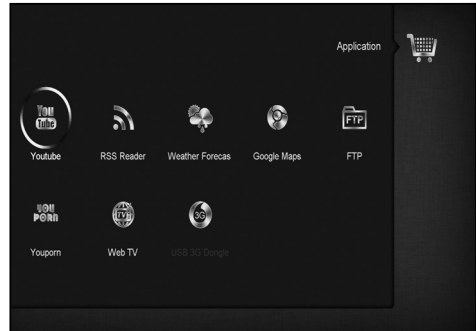 Application
You
Tube
FTP
Youtube
RSS Reader
Weather Forecas
Google Maps
FTP
YOU
PORN
TV
3G
Youporn
Web TV
USB 3G Dongle